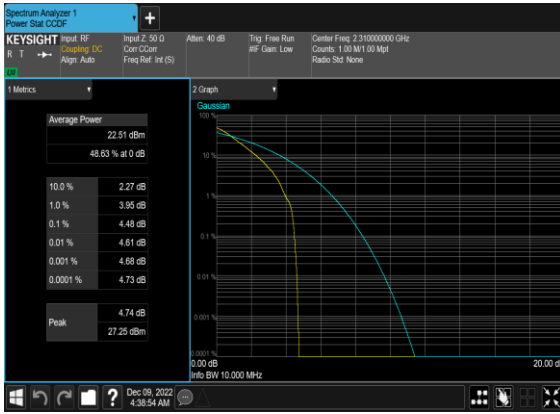 Spectrum Analyzer 1
Power Stat CCDF
+
KEYSIGHT
R T
LXI
Input: RF
Coupling: DC
Align: Auto
Input Z: 50 Ω
Corr CCorr
Freq Ref: Int (S)
Atten: 40 dB
Trig: Free Run
#IF Gain: Low
Center Freq: 2.310000000 GHz
Counts: 1.00 M/1.00 Mpt
Radio Std: None
1 Metrics
Average Power
22.51 dBm
48.63 % at 0 dB
10.0 % 2.27 dB
1.0 % 3.95 dB
0.1 % 4.48 dB
0.01 % 4.61 dB
0.001 % 4.68 dB
0.0001 % 4.73 dB
Peak
4.74 dB
27.25 dBm
2 Graph
Gaussian
100 %
10 %
1 %
0.1 %
0.01 %
0.001 %
0.0001 %
0.00 dB
20.00 d
Info BW 10.000 MHz
?
Dec 09, 2022
4:38:54 AM